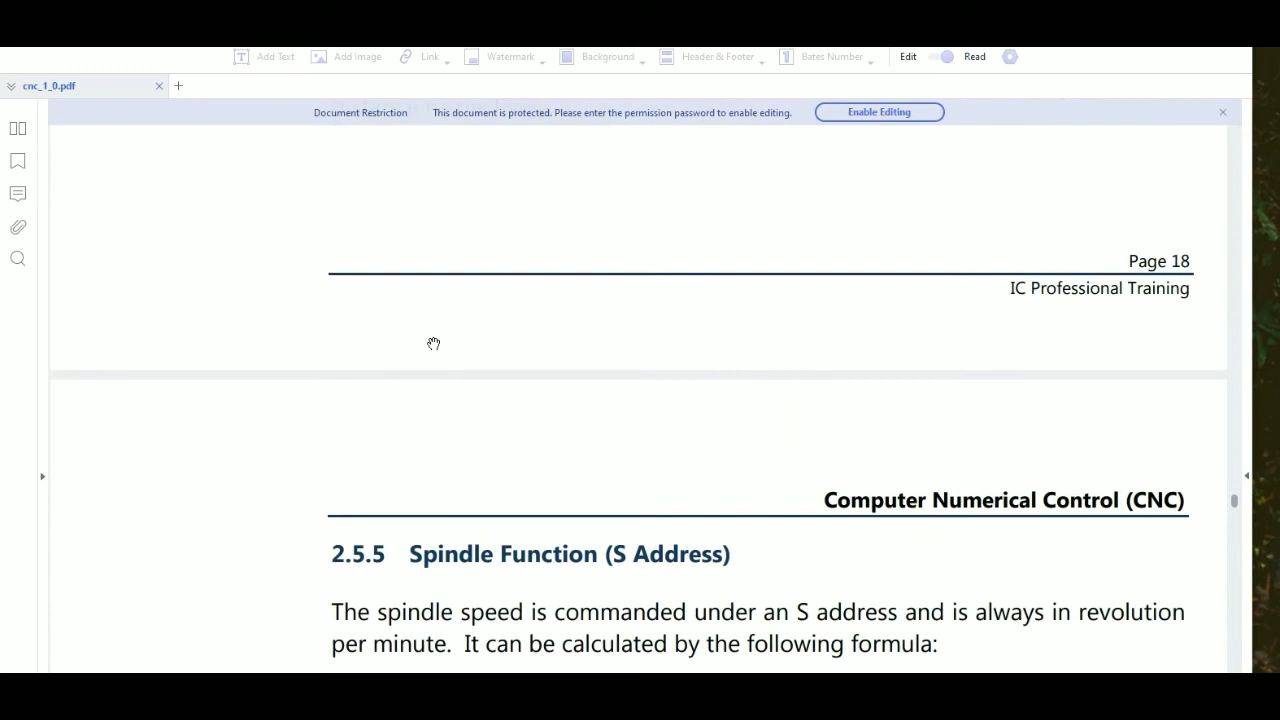 Add Text Add Image Link Watermark Background Header & Footer Bates Number Edit Read
cnc_1_0.pdf
Document Restriction This document is protected. Please enter the permission password to enable editing. Enable Editing
Page 18
IC Professional Training
Computer Numerical Control (CNC)
2.5.5 Spindle Function (S Address)
The spindle speed is commanded under an S address and is always in revolution
per minute. It can be calculated by the following formula: